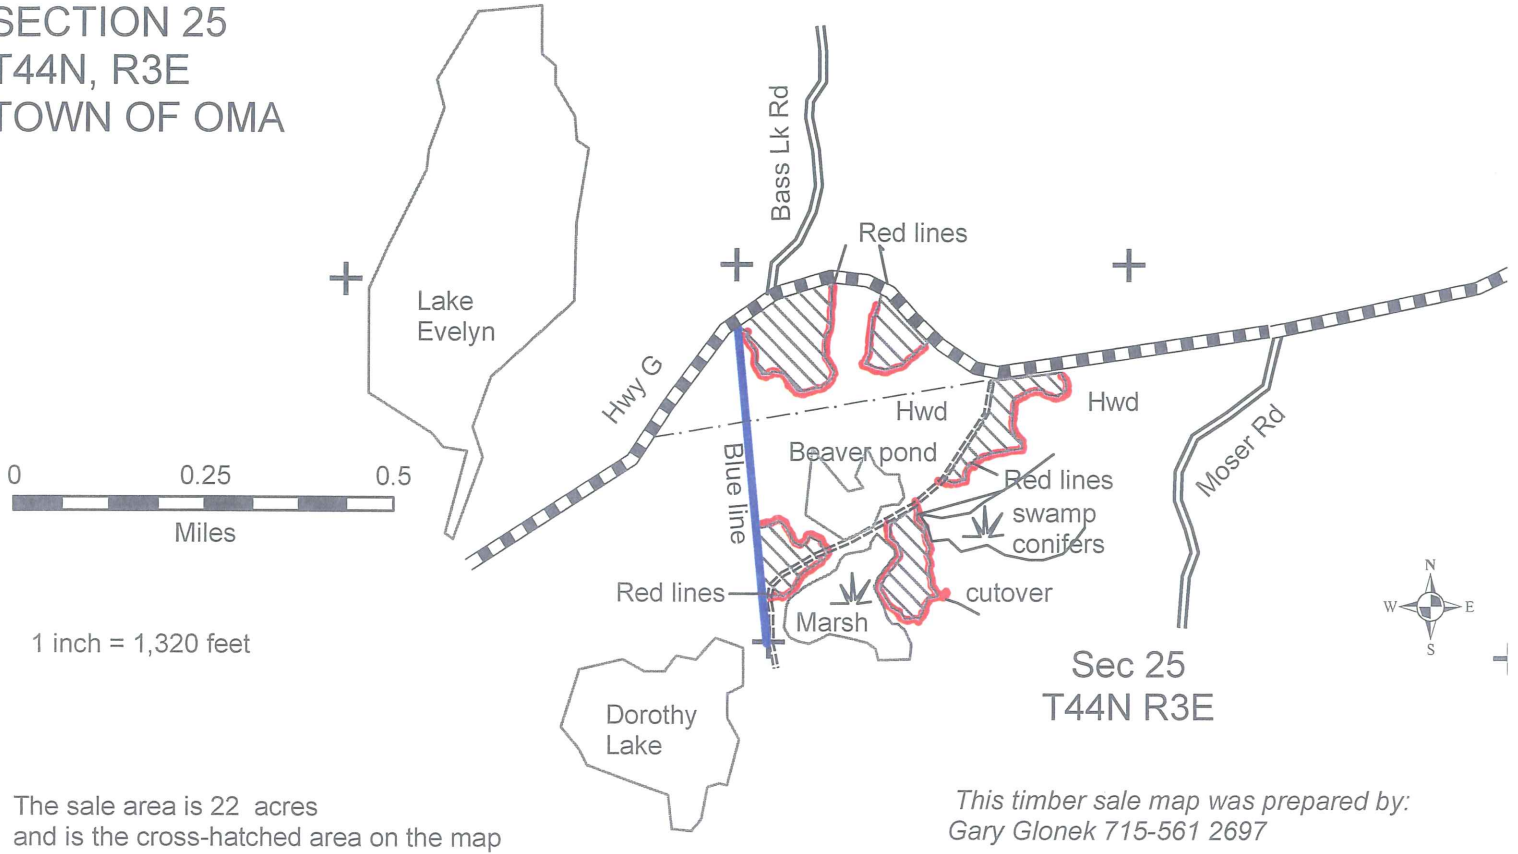 SECTION 25
T44N, R3E
TOWN OF OMA
Bass Lk Rd
Red lines
Lake
Evelyn
Hwy G
Hwd
Hwd
Beaver pond
Blue line
Moser Rd
0 0.25 0.5
Miles
Red lines
swamp
conifers
Red lines
cutover
Marsh
N
W E
S
1 inch = 1,320 feet
Sec 25
T44N R3E
Dorothy
Lake
The sale area is 22 acres
and is the cross-hatched area on the map
This timber sale map was prepared by:
Gary Glonek 715-561 2697